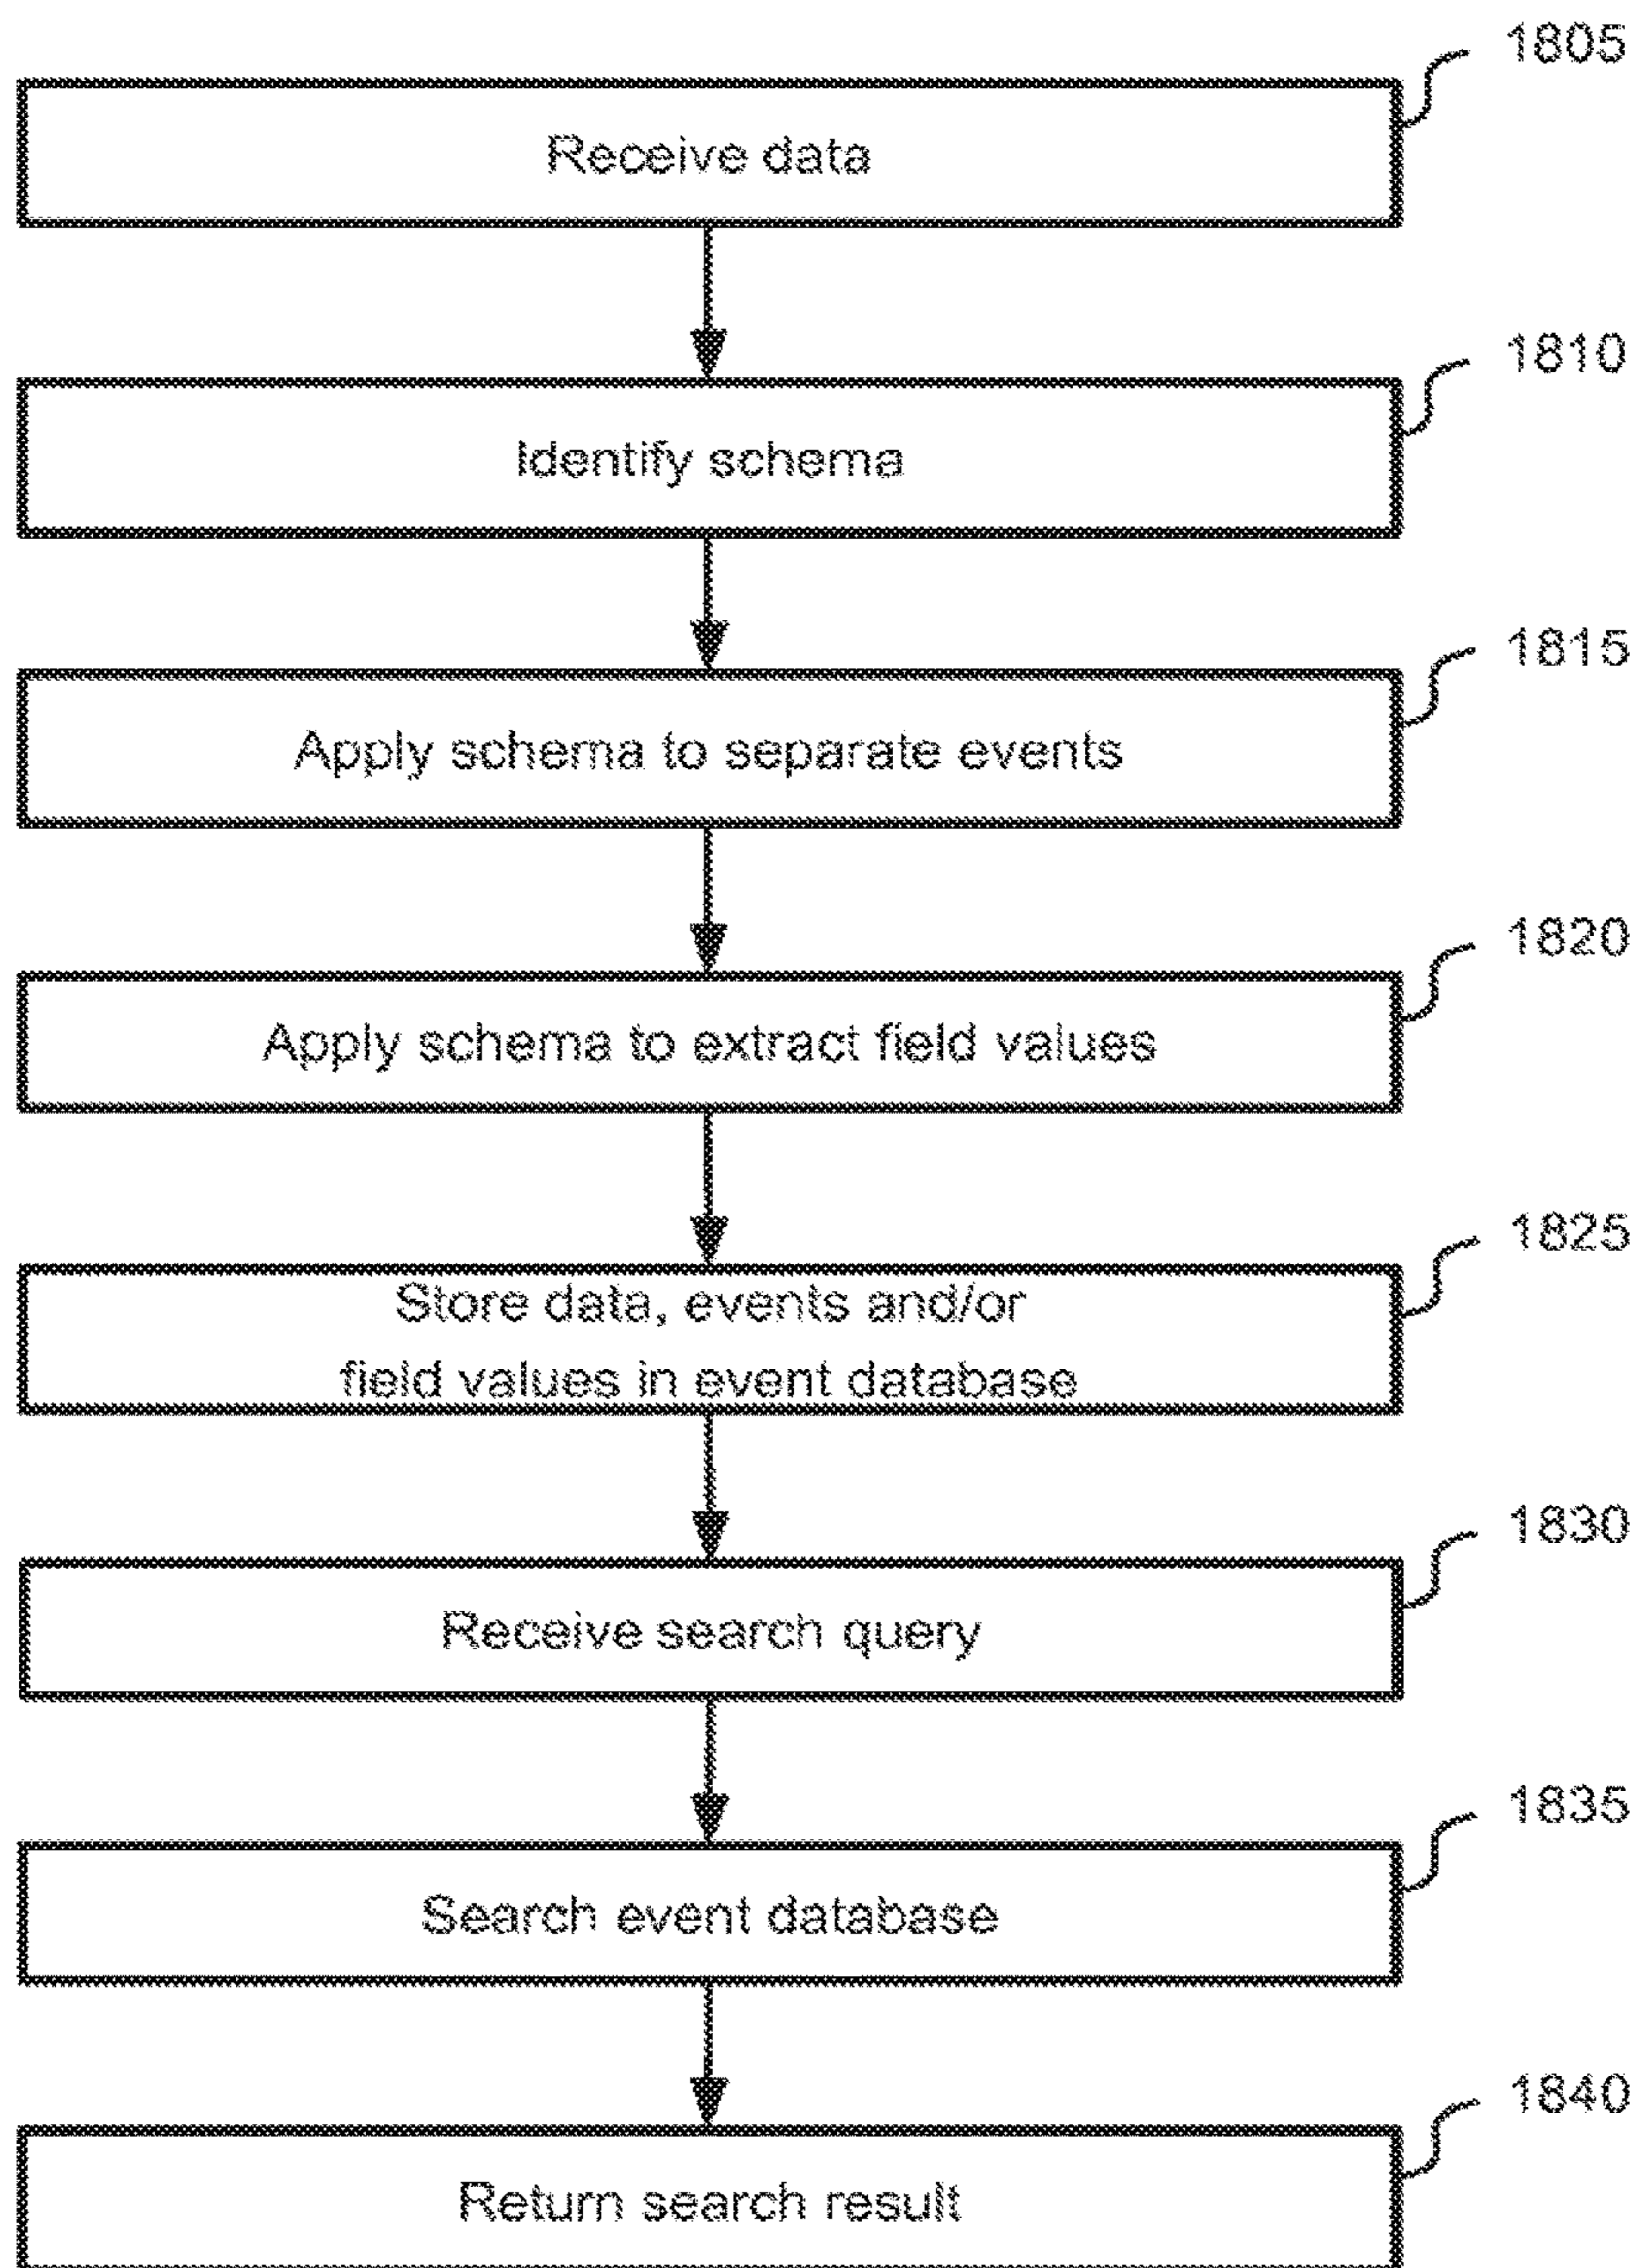 1805
Receive data
1810
Identify schema
1815
Apply schema to separate events
1820
Apply schema to extract field values
1825
Store data, events and/or
field values in event database
1830
Receive search query
1835
Search event database
1840
Return search result